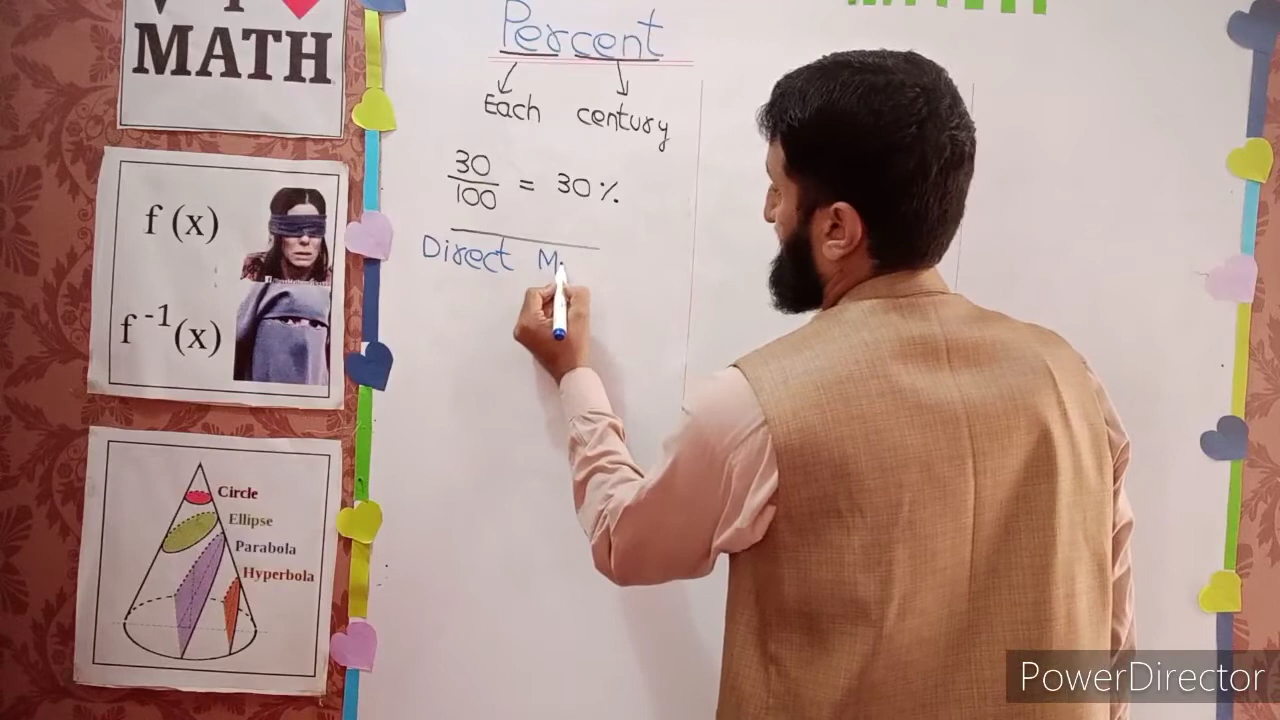 MATH
f (x)
f ⁻¹(x)
Circle
Ellipse
Parabola
Hyperbola
Percent
Each century
30
100
= 30 %
Direct M
PowerDirector